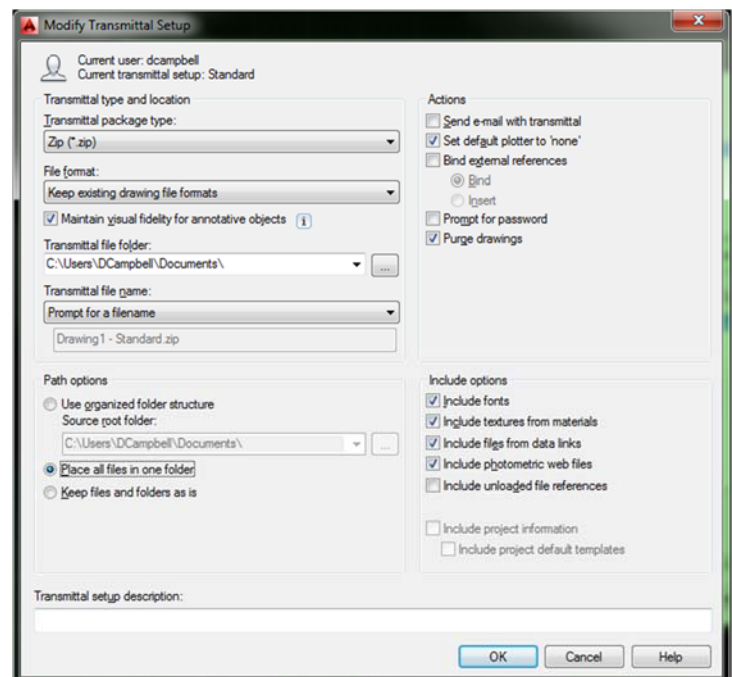 Modify Transmittal Setup
Current user: dcampbell
Current transmittal setup: Standard
Transmittal type and location
Transmittal package type:
Zip (*.zip)
File format:
Keep existing drawing file formats
Maintain visual fidelity for annotative objects
Transmittal file folder:
C:\Users\DCampbell\Documents\
...
Transmittal file name:
Prompt for a filename
Drawing1 - Standard.zip
Actions
Send e-mail with transmittal
Set default plotter to 'none'
Bind external references
Bind
Insert
Prompt for password
Purge drawings
Path options
Use organized folder structure
Source root folder:
C:\Users\DCampbell\Documents\
...
Place all files in one folder
Keep files and folders as is
Include options
Include fonts
Include textures from materials
Include files from data links
Include photometric web files
Include unloaded file references
Include project information
Include project default templates
Transmittal setup description:
OK Cancel Help